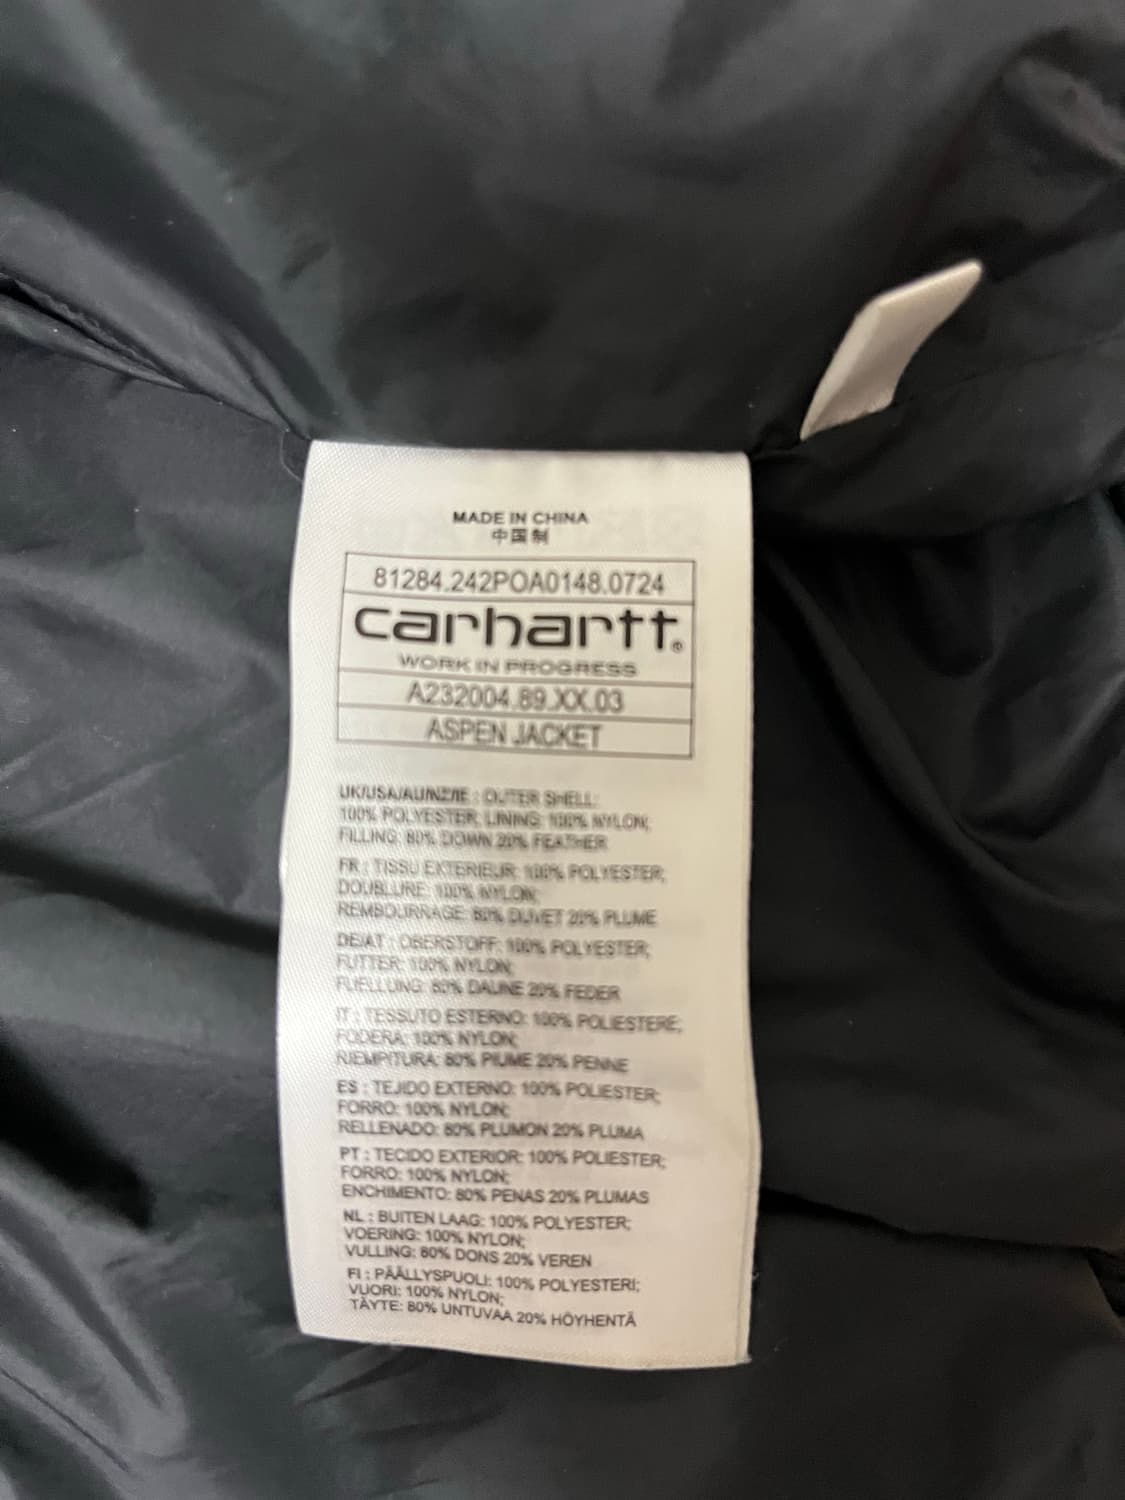 MADE IN CHINA
中国制
81284.242POA0148.0724
carhartt®
WORK IN PROGRESS
A232004.89.XX.03
ASPEN JACKET
UK/USA/AU/NZ/IE : OUTER SHELL:
100% POLYESTER; LINING: 100% NYLON;
FILLING: 80% DOWN 20% FEATHER
FR : TISSU EXTERIEUR: 100% POLYESTER;
DOUBLURE: 100% NYLON;
REMBOURRAGE: 80% DUVET 20% PLUME
DE/AT : OBERSTOFF: 100% POLYESTER;
FUTTER: 100% NYLON;
FUELLUNG: 80% DAUNE 20% FEDER
IT : TESSUTO ESTERNO: 100% POLIESTERE;
FODERA: 100% NYLON;
RIEMPITURA: 80% PIUME 20% PENNE
ES : TEJIDO EXTERNO: 100% POLIESTER;
FORRO: 100% NYLON;
RELLENADO: 80% PLUMON 20% PLUMA
PT : TECIDO EXTERIOR: 100% POLIESTER;
FORRO: 100% NYLON;
ENCHIMENTO: 80% PENAS 20% PLUMAS
NL : BUITEN LAAG: 100% POLYESTER;
VOERING: 100% NYLON;
VULLING: 80% DONS 20% VEREN
FI : PÄÄLLYSPUOLI: 100% POLYESTERI;
VUORI: 100% NYLON;
TÄYTE: 80% UNTUVAA 20% HÖYHENTÄ